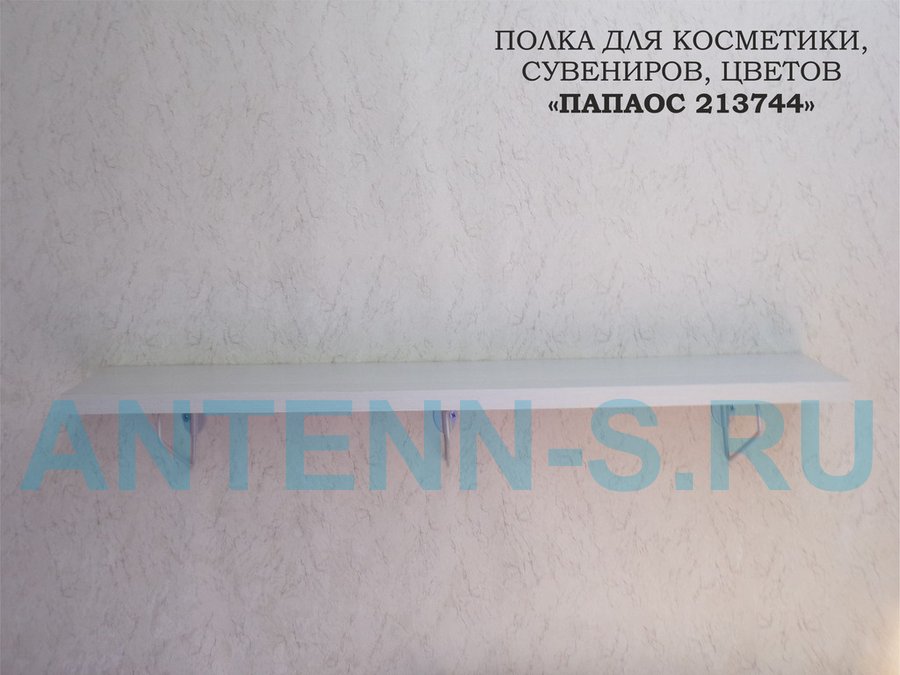 ПОЛКА ДЛЯ КОСМЕТИКИ,
СУВЕНИРОВ, ЦВЕТОВ
«ПАПАОС 213744»
ANTENN-S.RU